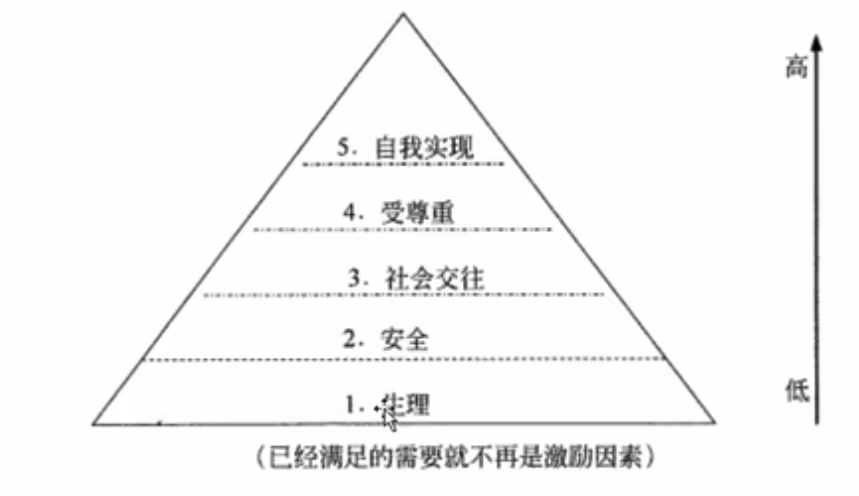 高
5. 自我实现
4. 受尊重
3. 社会交往
2. 安全
低
1. 生理
（已经满足的需要就不再是激励因素）